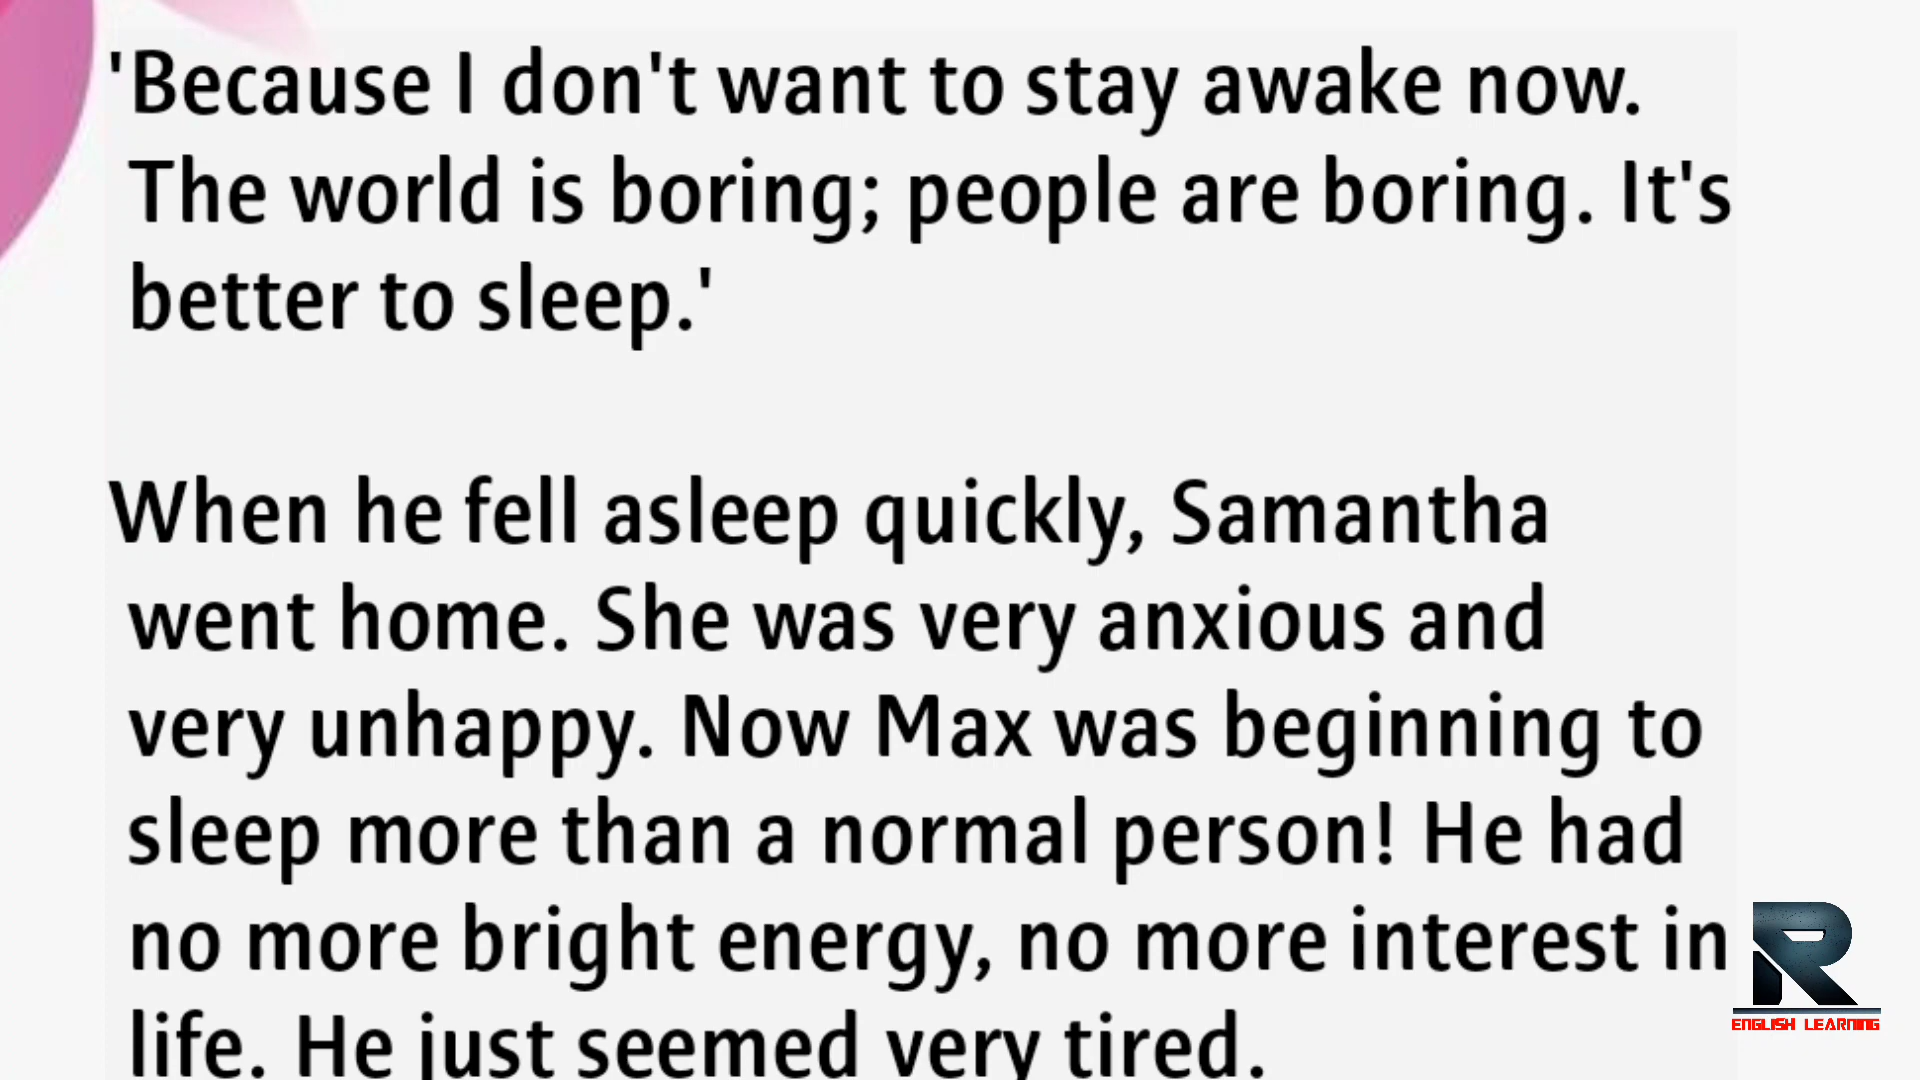 'Because I don't want to stay awake now.
The world is boring; people are boring. It's
better to sleep.'
When he fell asleep quickly, Samantha
went home. She was very anxious and
very unhappy. Now Max was beginning to
sleep more than a normal person! He had
no more bright energy, no more interest in
life. He just seemed very tired.
R
ENGLISH LEARNING